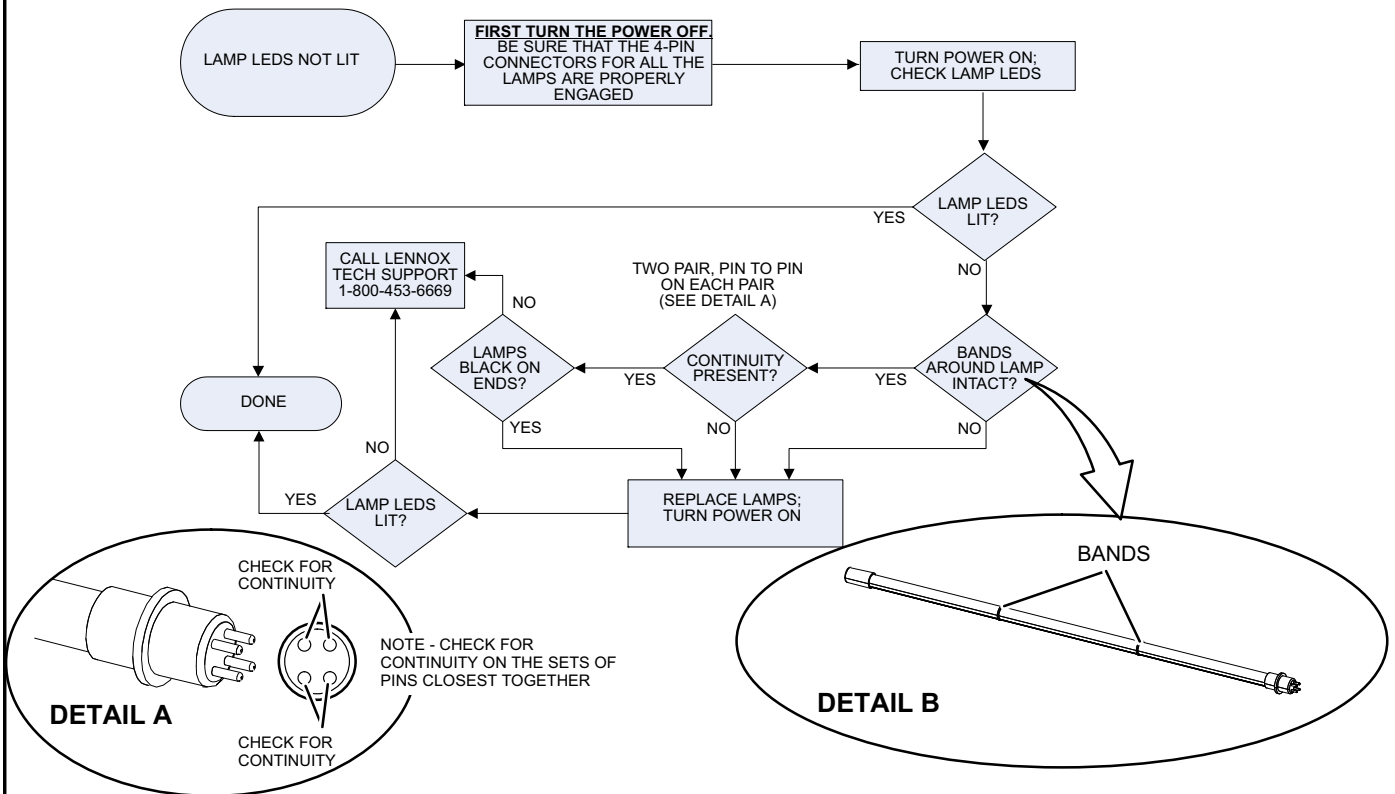 LAMP LEDS NOT LIT
FIRST TURN THE POWER OFF.
BE SURE THAT THE 4-PIN
CONNECTORS FOR ALL THE
LAMPS ARE PROPERLY
ENGAGED
TURN POWER ON;
CHECK LAMP LEDS
LAMP LEDS
LIT?
YES
NO
BANDS
AROUND LAMP
INTACT?
YES
NO
TWO PAIR, PIN TO PIN
ON EACH PAIR
(SEE DETAIL A)
CONTINUITY
PRESENT?
YES
NO
LAMPS
BLACK ON
ENDS?
NO
YES
CALL LENNOX
TECH SUPPORT
1-800-453-6669
DONE
REPLACE LAMPS;
TURN POWER ON
LAMP LEDS
LIT?
NO
YES
CHECK FOR
CONTINUITY
NOTE - CHECK FOR
CONTINUITY ON THE SETS OF
PINS CLOSEST TOGETHER
DETAIL A
CHECK FOR
CONTINUITY
BANDS
DETAIL B